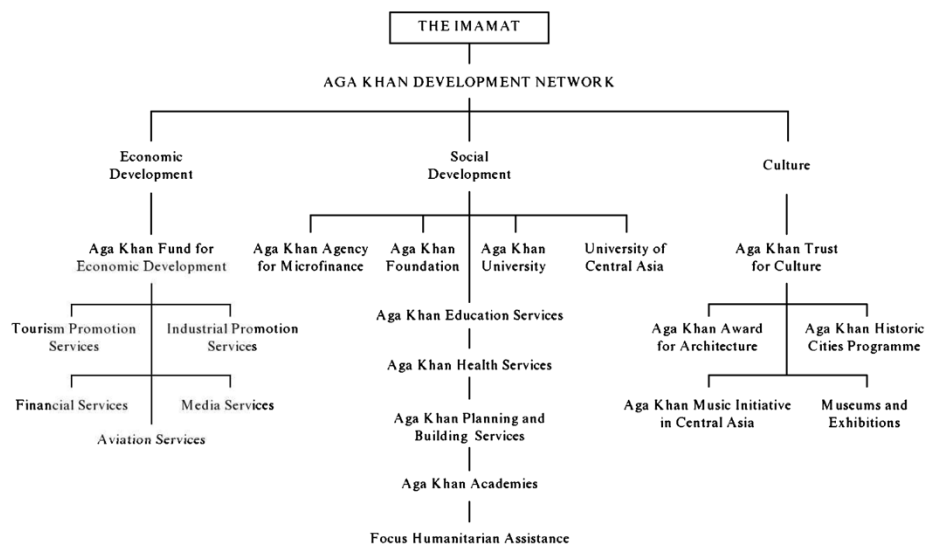 THE IMAMAT
AGA KHAN DEVELOPMENT NETWORK
Economic
Development
Social
Development
Culture
Aga Khan Fund for
Economic Development
Aga Khan Agency
for Microfinance
Aga Khan
Foundation
Aga Khan
University
University of
Central Asia
Aga Khan Trust
for Culture
Tourism Promotion
Services
Industrial Promotion
Services
Financial Services
Media Services
Aviation Services
Aga Khan Education Services
Aga Khan Health Services
Aga Khan Planning and
Building Services
Aga Khan Academies
Focus Humanitarian Assistance
Aga Khan Award
for Architecture
Aga Khan Historic
Cities Programme
Aga Khan Music Initiative
in Central Asia
Museums and
Exhibitions